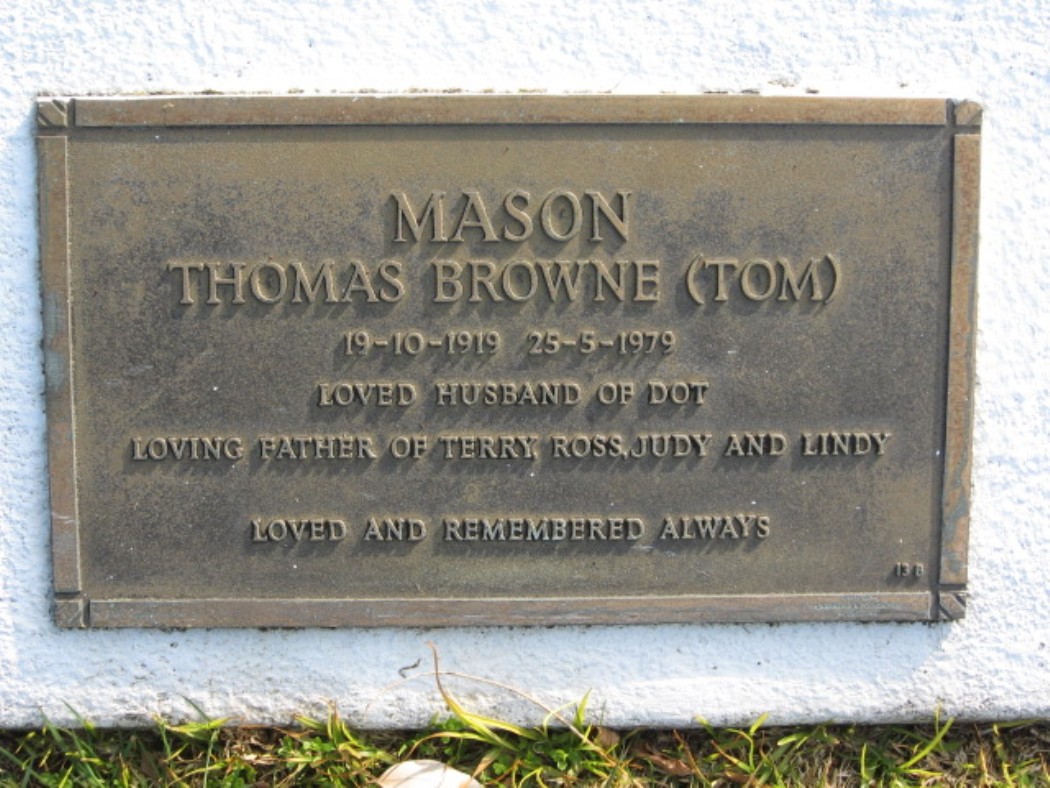 MASON
THOMAS BROWNE (TOM)
19-10-1919 25-5-1979
LOVED HUSBAND OF DOT
LOVING FATHER OF TERRY, ROSS, JUDY AND LINDY
LOVED AND REMEMBERED ALWAYS
13 B